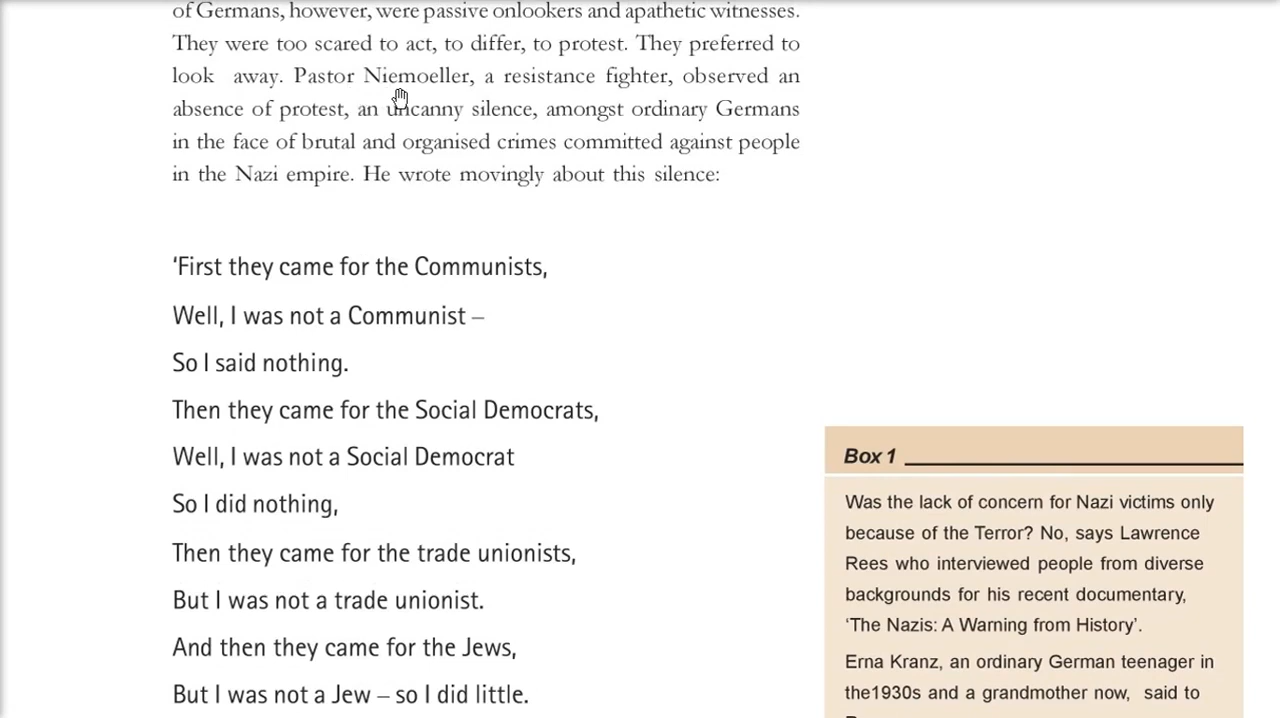 of Germans, however, were passive onlookers and apathetic witnesses.
They were too scared to act, to differ, to protest. They preferred to
look away. Pastor Niemoeller, a resistance fighter, observed an
absence of protest, an uncanny silence, amongst ordinary Germans
in the face of brutal and organised crimes committed against people
in the Nazi empire. He wrote movingly about this silence:
‘First they came for the Communists,
Well, I was not a Communist –
So I said nothing.
Then they came for the Social Democrats,
Well, I was not a Social Democrat
So I did nothing,
Then they came for the trade unionists,
But I was not a trade unionist.
And then they came for the Jews,
But I was not a Jew – so I did little.
Box 1
Was the lack of concern for Nazi victims only
because of the Terror? No, says Lawrence
Rees who interviewed people from diverse
backgrounds for his recent documentary,
‘The Nazis: A Warning from History’.
Erna Kranz, an ordinary German teenager in
the1930s and a grandmother now, said to